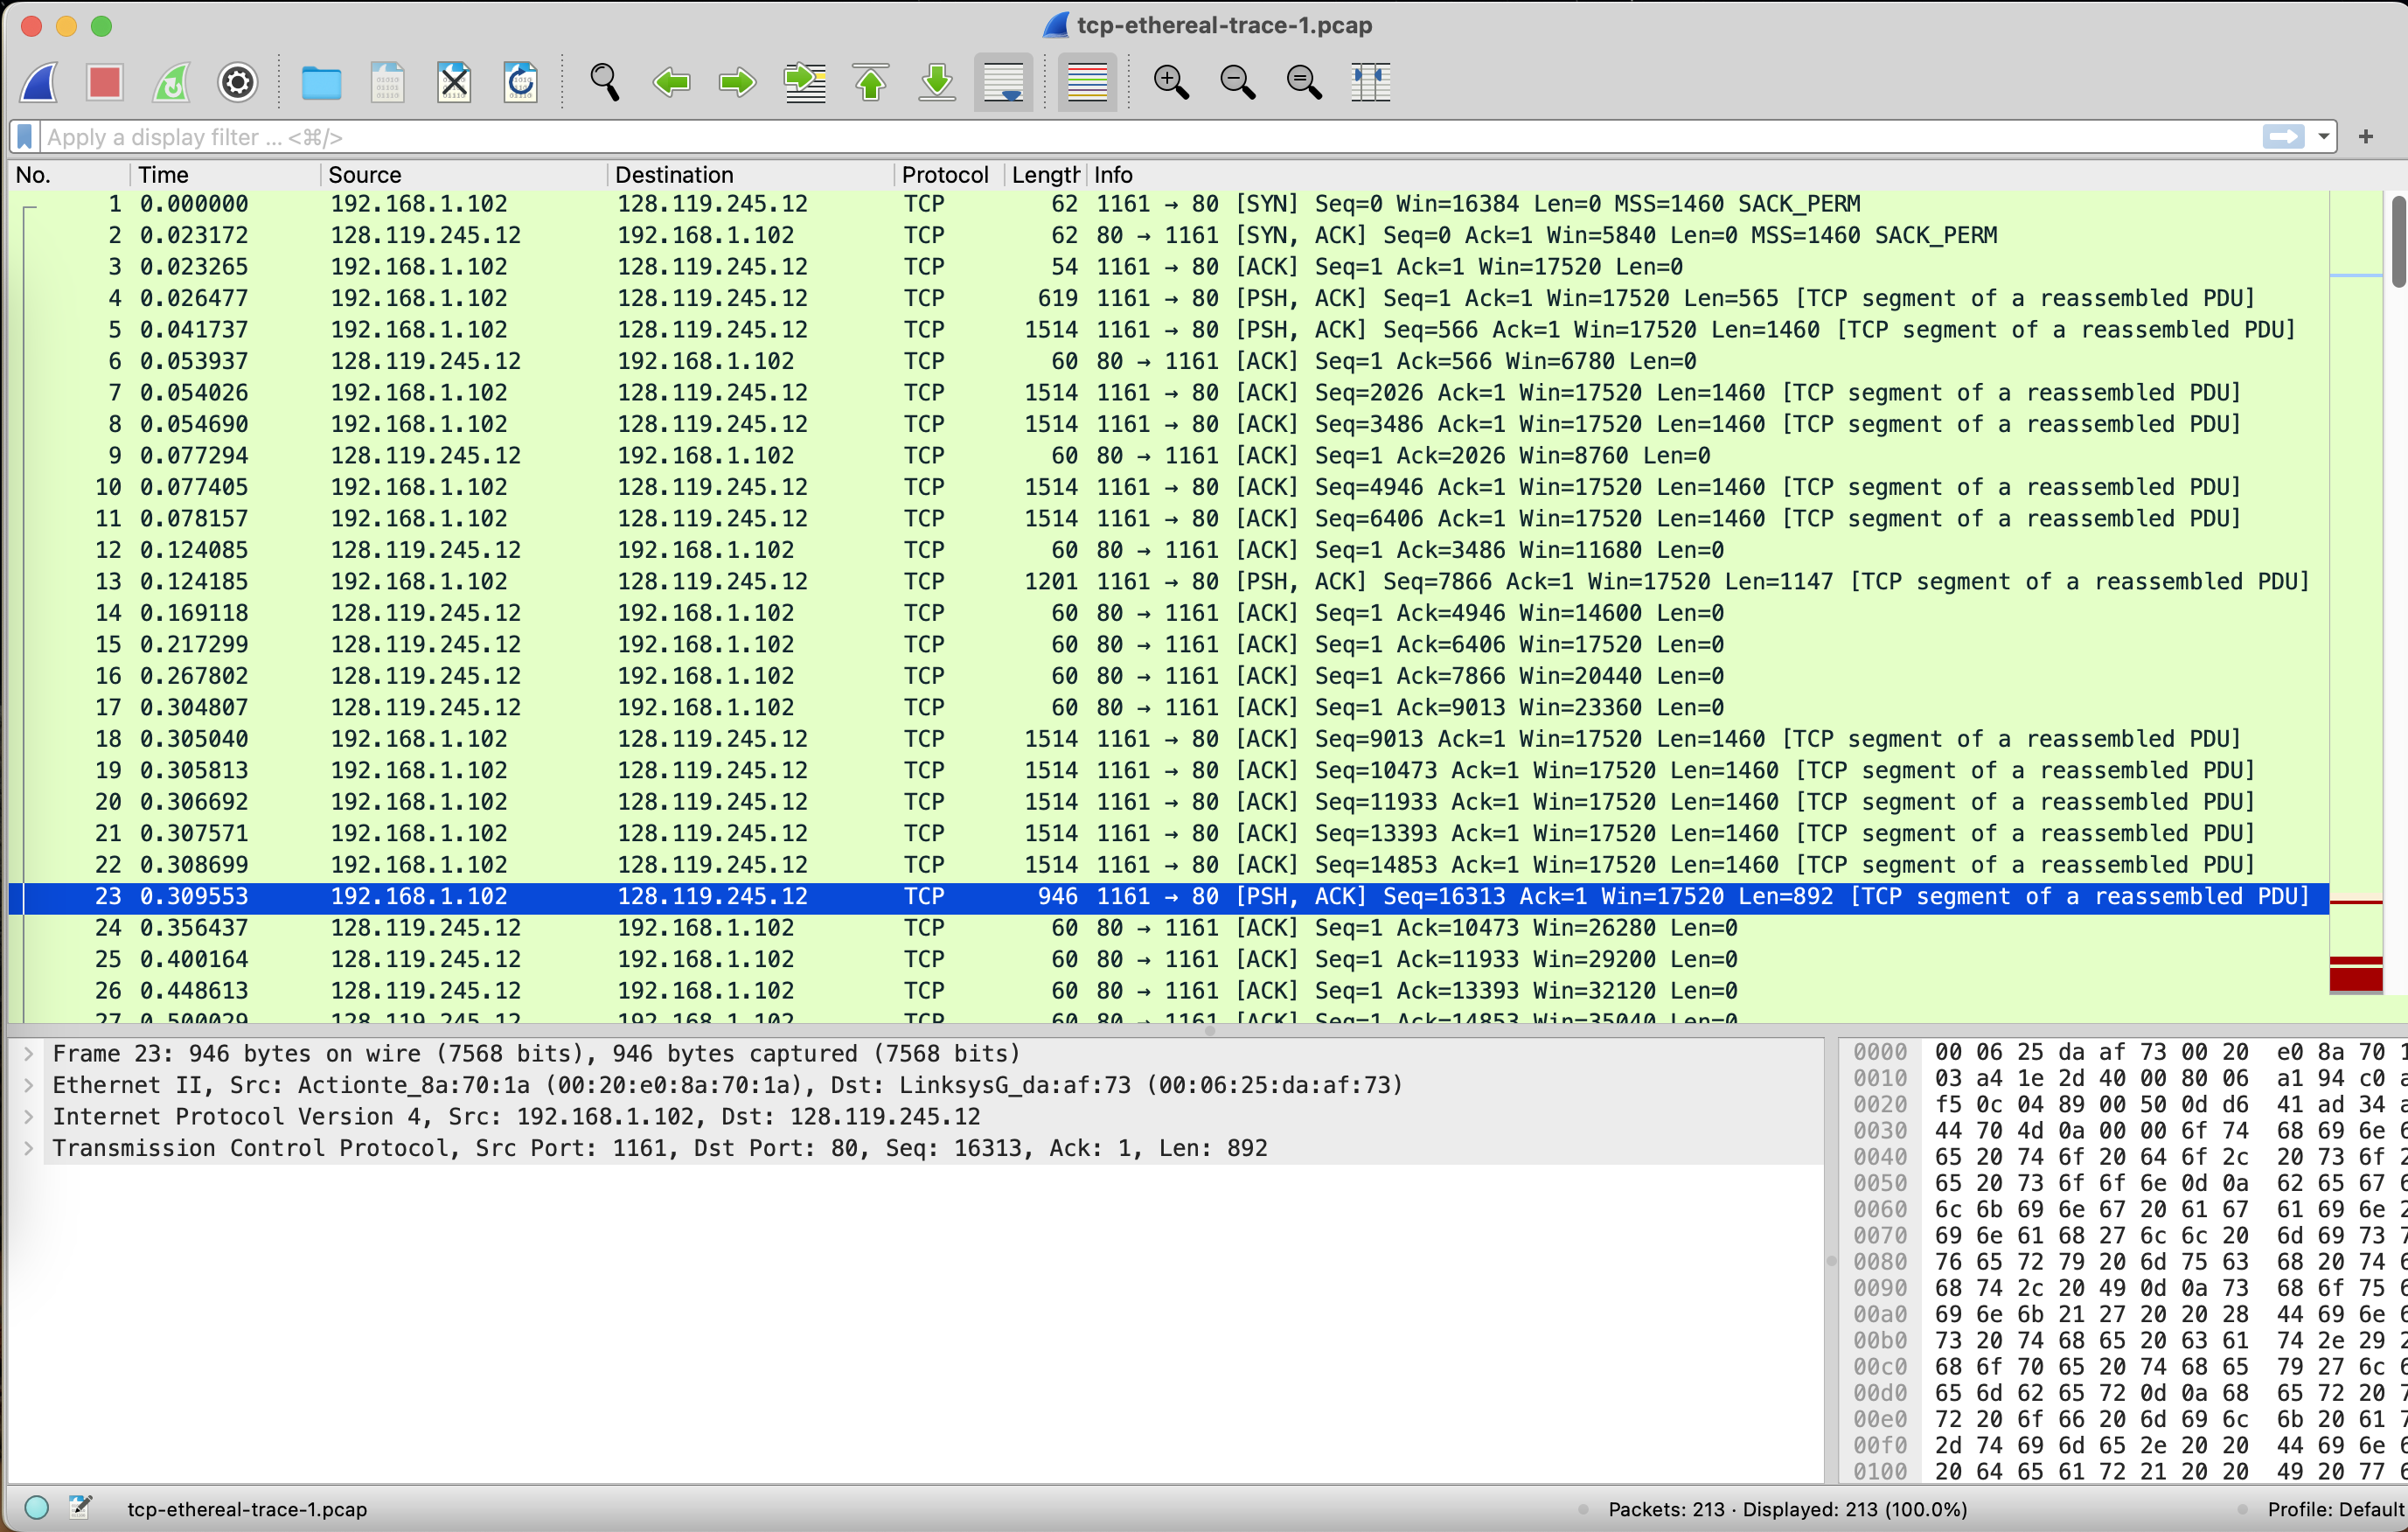 tcp-ethereal-trace-1.pcap
Apply a display filter ... <⌘/>
No. Time Source Destination Protocol Length Info
1 0.000000 192.168.1.102 128.119.245.12 TCP 62 1161 → 80 [SYN] Seq=0 Win=16384 Len=0 MSS=1460 SACK_PERM
2 0.023172 128.119.245.12 192.168.1.102 TCP 62 80 → 1161 [SYN, ACK] Seq=0 Ack=1 Win=5840 Len=0 MSS=1460 SACK_PERM
3 0.023265 192.168.1.102 128.119.245.12 TCP 54 1161 → 80 [ACK] Seq=1 Ack=1 Win=17520 Len=0
4 0.026477 192.168.1.102 128.119.245.12 TCP 619 1161 → 80 [PSH, ACK] Seq=1 Ack=1 Win=17520 Len=565 [TCP segment of a reassembled PDU]
5 0.041737 192.168.1.102 128.119.245.12 TCP 1514 1161 → 80 [PSH, ACK] Seq=566 Ack=1 Win=17520 Len=1460 [TCP segment of a reassembled PDU]
6 0.053937 128.119.245.12 192.168.1.102 TCP 60 80 → 1161 [ACK] Seq=1 Ack=566 Win=6780 Len=0
7 0.054026 192.168.1.102 128.119.245.12 TCP 1514 1161 → 80 [ACK] Seq=2026 Ack=1 Win=17520 Len=1460 [TCP segment of a reassembled PDU]
8 0.054690 192.168.1.102 128.119.245.12 TCP 1514 1161 → 80 [ACK] Seq=3486 Ack=1 Win=17520 Len=1460 [TCP segment of a reassembled PDU]
9 0.077294 128.119.245.12 192.168.1.102 TCP 60 80 → 1161 [ACK] Seq=1 Ack=2026 Win=8760 Len=0
10 0.077405 192.168.1.102 128.119.245.12 TCP 1514 1161 → 80 [ACK] Seq=4946 Ack=1 Win=17520 Len=1460 [TCP segment of a reassembled PDU]
11 0.078157 192.168.1.102 128.119.245.12 TCP 1514 1161 → 80 [ACK] Seq=6406 Ack=1 Win=17520 Len=1460 [TCP segment of a reassembled PDU]
12 0.124085 128.119.245.12 192.168.1.102 TCP 60 80 → 1161 [ACK] Seq=1 Ack=3486 Win=11680 Len=0
13 0.124185 192.168.1.102 128.119.245.12 TCP 1201 1161 → 80 [PSH, ACK] Seq=7866 Ack=1 Win=17520 Len=1147 [TCP segment of a reassembled PDU]
14 0.169118 128.119.245.12 192.168.1.102 TCP 60 80 → 1161 [ACK] Seq=1 Ack=4946 Win=14600 Len=0
15 0.217299 128.119.245.12 192.168.1.102 TCP 60 80 → 1161 [ACK] Seq=1 Ack=6406 Win=17520 Len=0
16 0.267802 128.119.245.12 192.168.1.102 TCP 60 80 → 1161 [ACK] Seq=1 Ack=7866 Win=20440 Len=0
17 0.304807 128.119.245.12 192.168.1.102 TCP 60 80 → 1161 [ACK] Seq=1 Ack=9013 Win=23360 Len=0
18 0.305040 192.168.1.102 128.119.245.12 TCP 1514 1161 → 80 [ACK] Seq=9013 Ack=1 Win=17520 Len=1460 [TCP segment of a reassembled PDU]
19 0.305813 192.168.1.102 128.119.245.12 TCP 1514 1161 → 80 [ACK] Seq=10473 Ack=1 Win=17520 Len=1460 [TCP segment of a reassembled PDU]
20 0.306692 192.168.1.102 128.119.245.12 TCP 1514 1161 → 80 [ACK] Seq=11933 Ack=1 Win=17520 Len=1460 [TCP segment of a reassembled PDU]
21 0.307571 192.168.1.102 128.119.245.12 TCP 1514 1161 → 80 [ACK] Seq=13393 Ack=1 Win=17520 Len=1460 [TCP segment of a reassembled PDU]
22 0.308699 192.168.1.102 128.119.245.12 TCP 1514 1161 → 80 [ACK] Seq=14853 Ack=1 Win=17520 Len=1460 [TCP segment of a reassembled PDU]
23 0.309553 192.168.1.102 128.119.245.12 TCP 946 1161 → 80 [PSH, ACK] Seq=16313 Ack=1 Win=17520 Len=892 [TCP segment of a reassembled PDU]
24 0.356437 128.119.245.12 192.168.1.102 TCP 60 80 → 1161 [ACK] Seq=1 Ack=10473 Win=26280 Len=0
25 0.400164 128.119.245.12 192.168.1.102 TCP 60 80 → 1161 [ACK] Seq=1 Ack=11933 Win=29200 Len=0
26 0.448613 128.119.245.12 192.168.1.102 TCP 60 80 → 1161 [ACK] Seq=1 Ack=13393 Win=32120 Len=0
27 0.500029 128.119.245.12 192.168.1.102 TCP 60 80 → 1161 [ACK] Seq=1 Ack=14853 Win=35040 Len=0
Frame 23: 946 bytes on wire (7568 bits), 946 bytes captured (7568 bits)
Ethernet II, Src: Actionte_8a:70:1a (00:20:e0:8a:70:1a), Dst: LinksysG_da:af:73 (00:06:25:da:af:73)
Internet Protocol Version 4, Src: 192.168.1.102, Dst: 128.119.245.12
Transmission Control Protocol, Src Port: 1161, Dst Port: 80, Seq: 16313, Ack: 1, Len: 892
0000 00 06 25 da af 73 00 20 e0 8a 70
0010 03 a4 1e 2d 40 00 80 06 a1 94 c0
0020 f5 0c 04 89 00 50 0d d6 41 ad 34
0030 44 70 4d 0a 00 00 6f 74 68 69 6e
0040 65 20 74 6f 20 64 6f 2c 20 73 6f
0050 65 20 73 6f 6f 6e 0d 0a 62 65 67
0060 6c 6b 69 6e 67 20 61 67 61 69 6e
0070 69 6e 61 68 27 6c 6c 20 6d 69 73
0080 76 65 72 79 20 6d 75 63 68 20 74
0090 68 74 2c 20 49 0d 0a 73 68 6f 75
00a0 69 6e 6b 21 27 20 20 28 44 69 6e
00b0 73 20 74 68 65 20 63 61 74 2e 29
00c0 68 6f 70 65 20 74 68 65 79 27 6c
00d0 65 6d 62 65 72 0d 0a 68 65 72 20
00e0 72 20 6f 66 20 6d 69 6c 6b 20 61
00f0 2d 74 69 6d 65 2e 20 20 44 69 6e
0100 20 64 65 61 72 21 20 20 49 20 77
tcp-ethereal-trace-1.pcap
Packets: 213 · Displayed: 213 (100.0%)
Profile: Default